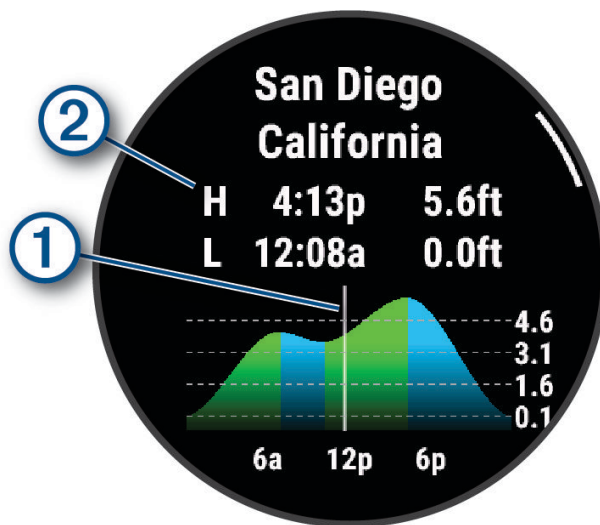 San Diego
California
2
H 4:13p 5.6ft
L 12:08a 0.0ft
1
4.6
3.1
1.6
0.1
6a 12p 6p